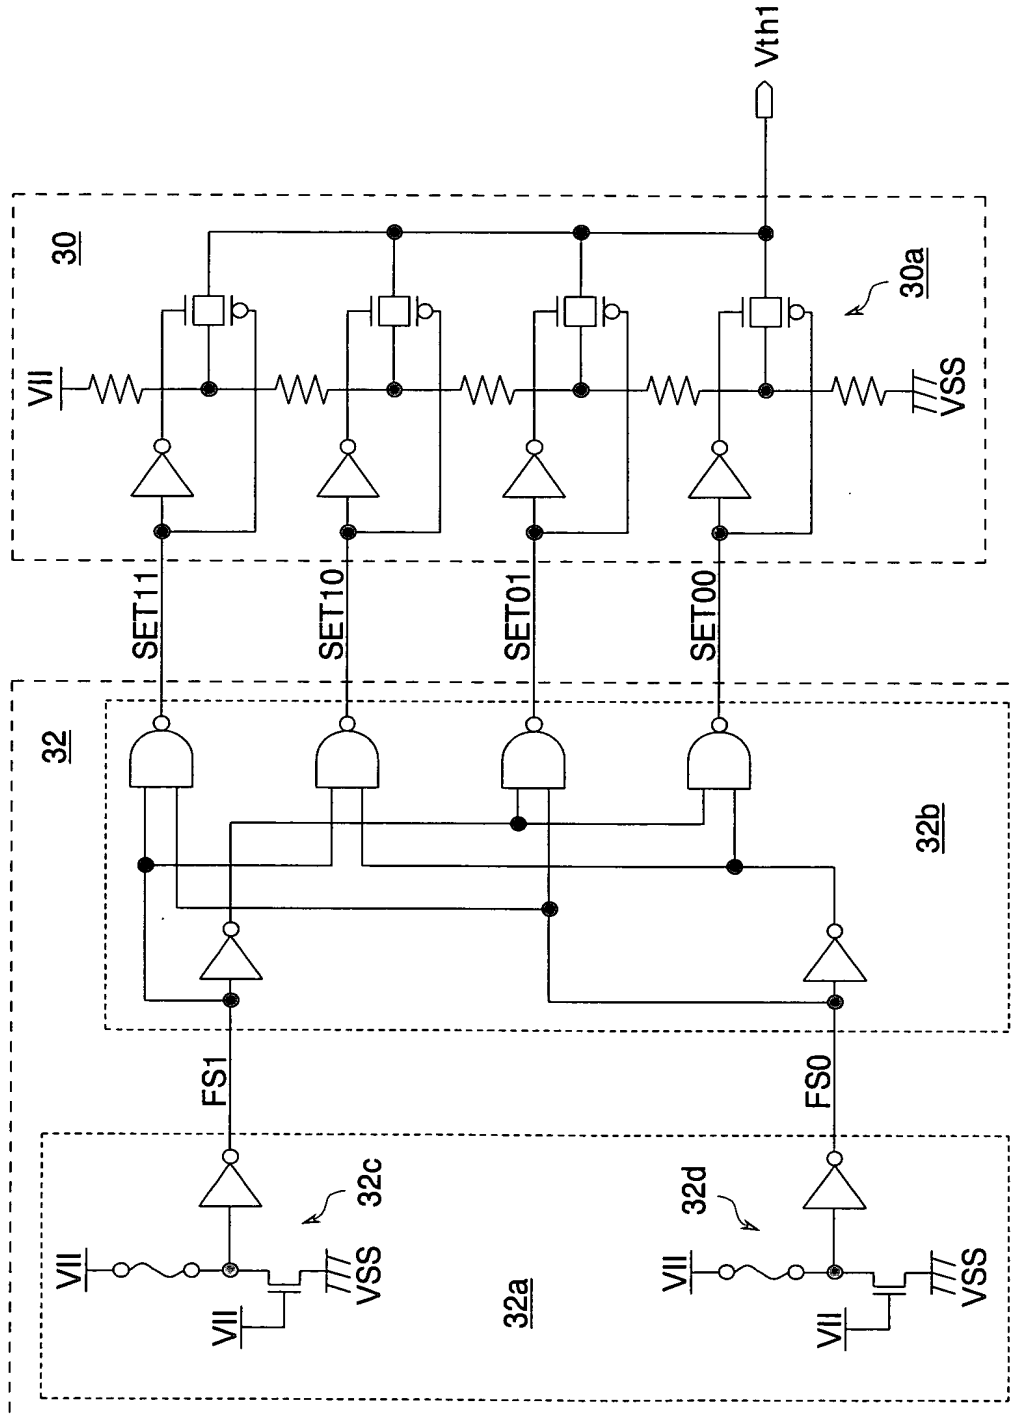 Vth1
30
30a
VII
VSS
SET11
SET10
SET01
SET00
32
32b
FS1
FS0
32c
32d
VII
VSS
VII
32a
VII
VSS
VII